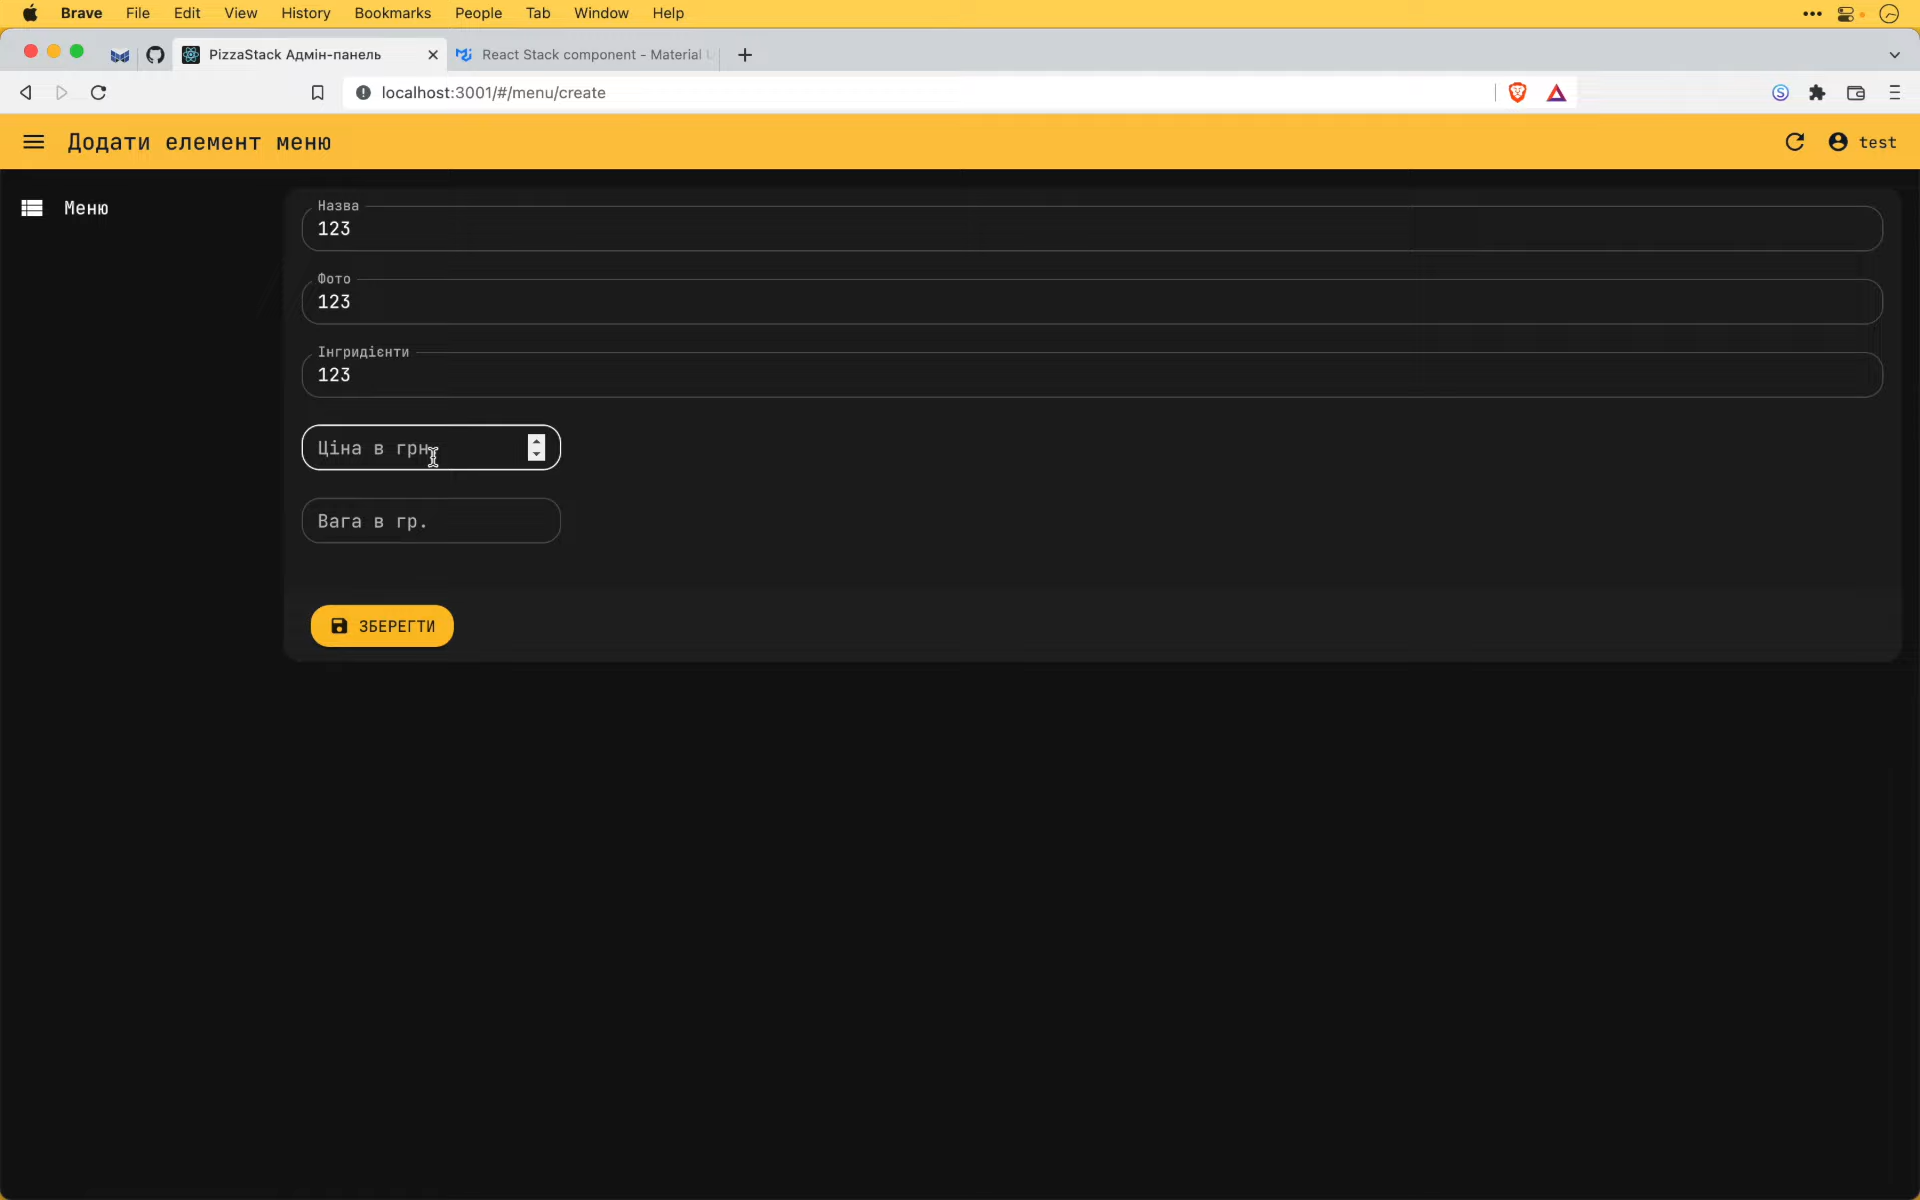 Brave File Edit View History Bookmarks People Tab Window Help
PizzaStack Адмін-панель
React Stack component - Material
localhost:3001/#/menu/create
Додати елемент меню
test
Меню
Назва
123
Фото
123
Інгридієнти
123
Ціна в грн
Вага в гр.
ЗБЕРЕГТИ